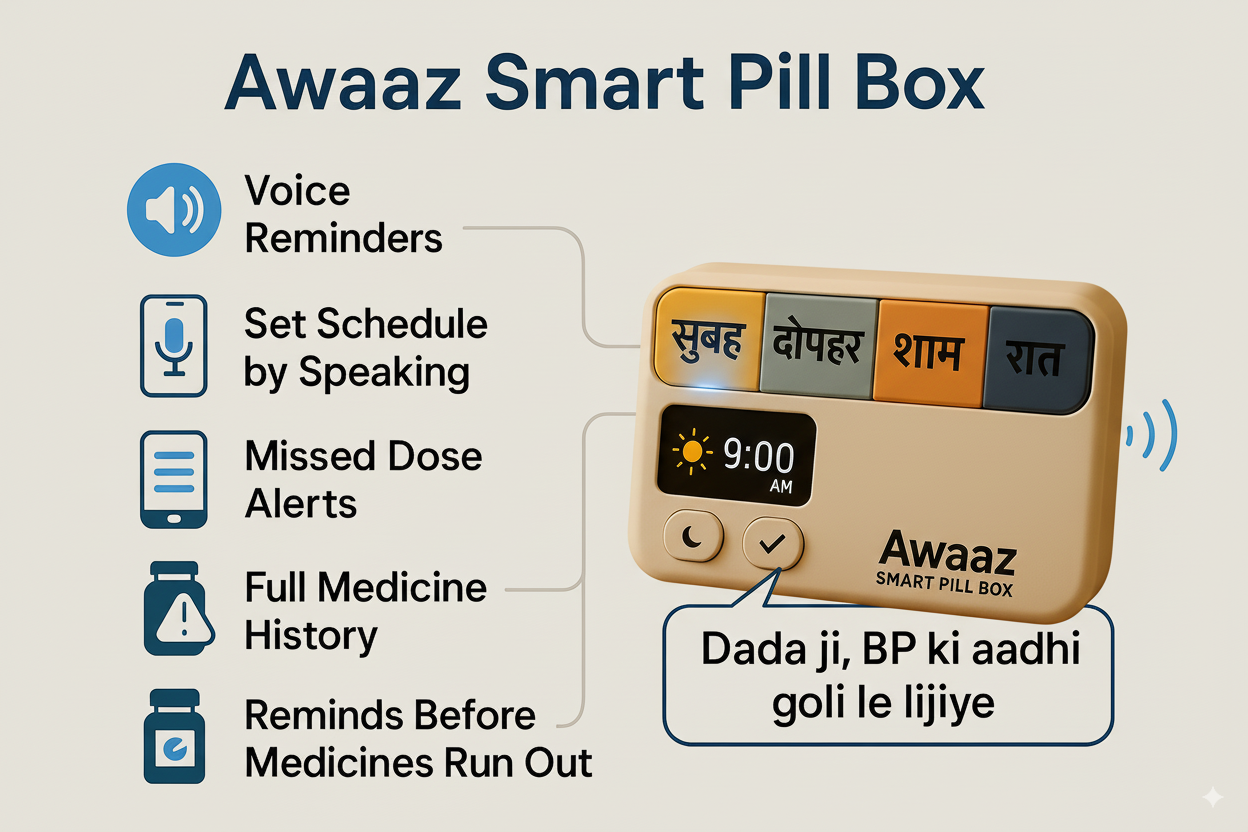 Awaaz Smart Pill Box
Voice
Reminders
Set Schedule
by Speaking
Missed Dose
Alerts
Full Medicine
History
Reminds Before
Medicines Run Out
सुबह
दोपहर
शाम
रात
9:00
AM
Awaaz
SMART PILL BOX
Dada ji, BP ki aadhi
goli le lijiye